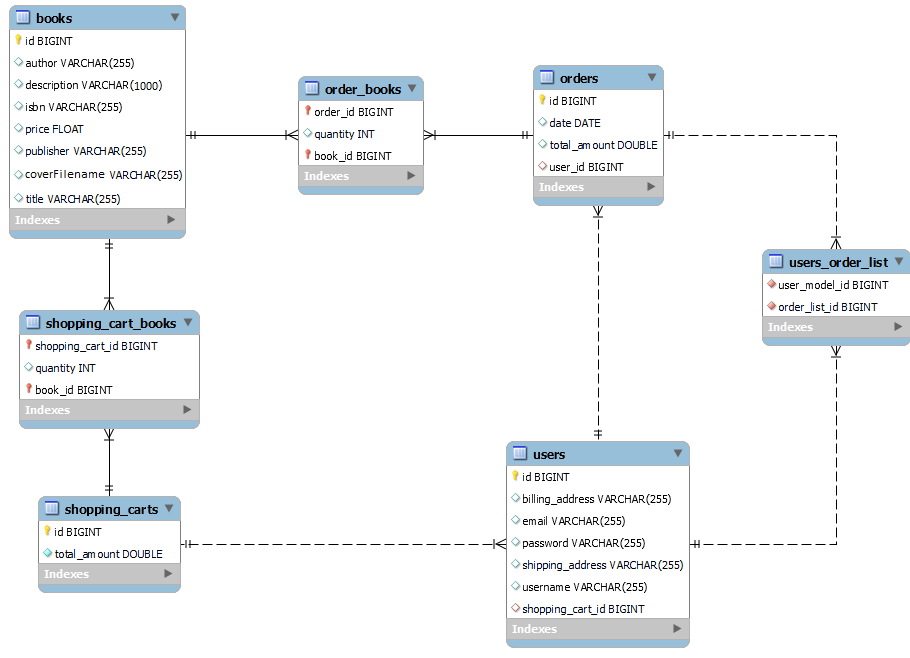 books
id BIGINT
author VARCHAR(255)
description VARCHAR(1000)
isbn VARCHAR(255)
price FLOAT
publisher VARCHAR(255)
coverFilename VARCHAR(255)
title VARCHAR(255)
Indexes
order_books
order_id BIGINT
quantity INT
book_id BIGINT
Indexes
orders
id BIGINT
date DATE
total_amount DOUBLE
user_id BIGINT
Indexes
users_order_list
user_model_id BIGINT
order_list_id BIGINT
Indexes
shopping_cart_books
shopping_cart_id BIGINT
quantity INT
book_id BIGINT
Indexes
shopping_carts
id BIGINT
total_amount DOUBLE
Indexes
users
id BIGINT
billing_address VARCHAR(255)
email VARCHAR(255)
password VARCHAR(255)
shipping_address VARCHAR(255)
username VARCHAR(255)
shopping_cart_id BIGINT
Indexes